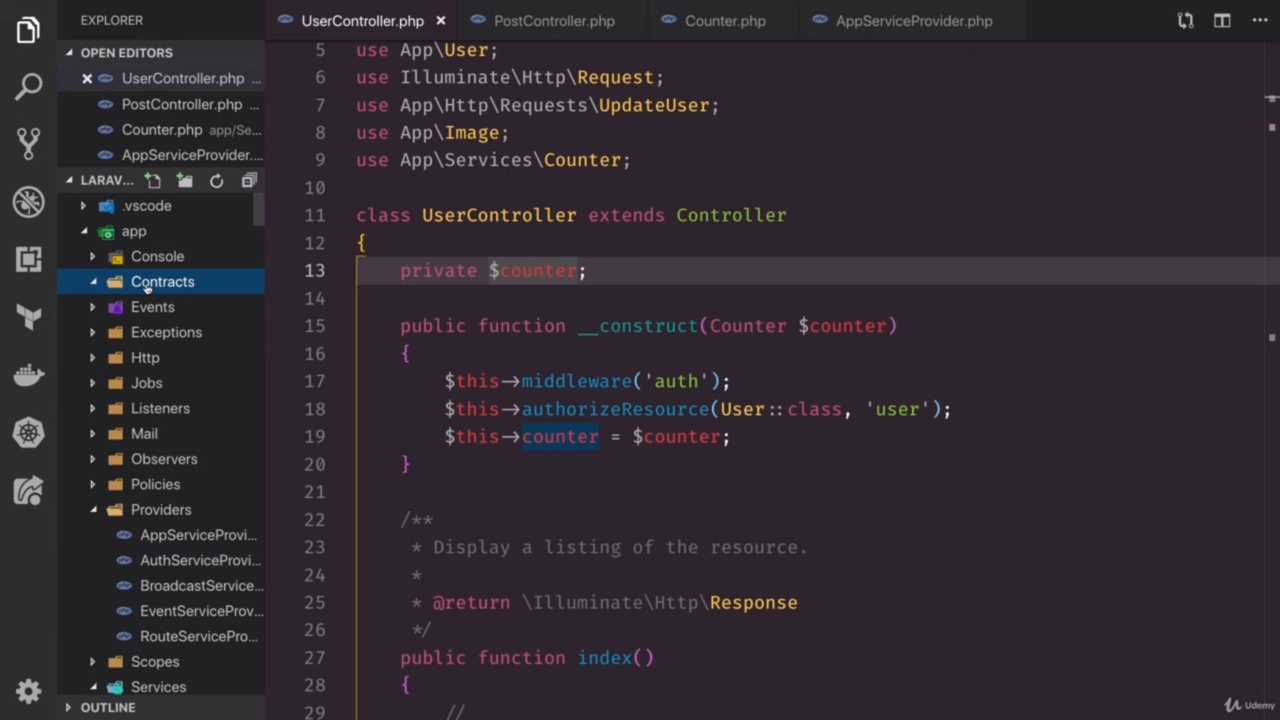 EXPLORER
OPEN EDITORS
UserController.php ...
PostController.php ...
Counter.php app/Se...
AppServiceProvider....
LARAV...
.vscode
app
Console
Contracts
Events
Exceptions
Http
Jobs
Listeners
Mail
Observers
Policies
Providers
AppServiceProvi...
AuthServiceProvi...
BroadcastService...
EventServiceProv...
RouteServicePro...
Scopes
Services
OUTLINE
UserController.php PostController.php Counter.php AppServiceProvider.php
5 use App\User;
6 use Illuminate\Http\Request;
7 use App\Http\Requests\UpdateUser;
8 use App\Image;
9 use App\Services\Counter;
10
11 class UserController extends Controller
12 {
13 private $counter;
14
15 public function __construct(Counter $counter)
16 {
17 $this->middleware('auth');
18 $this->authorizeResource(User::class, 'user');
19 $this->counter = $counter;
20 }
21
22 /**
23 * Display a listing of the resource.
24 *
25 * @return \Illuminate\Http\Response
26 */
27 public function index()
28 {
29 //
Udemy